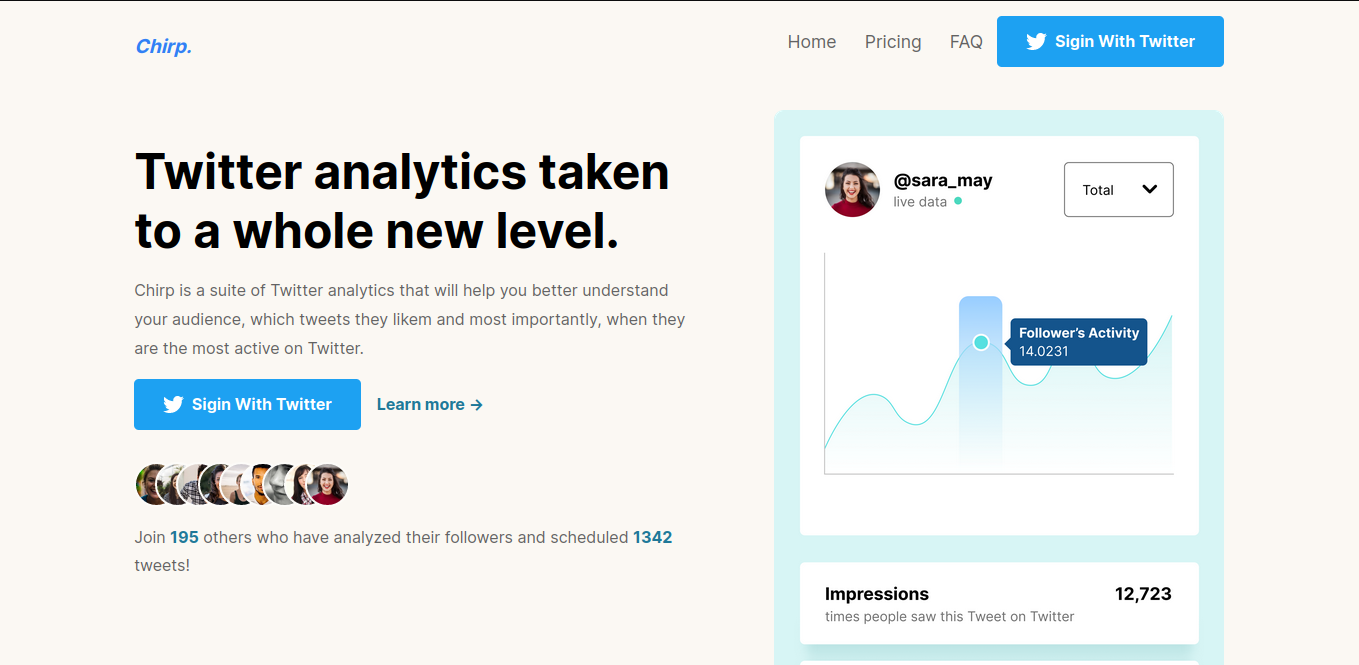 Chirp.
Home Pricing FAQ Sigin With Twitter
Twitter analytics taken
to a whole new level.
Chirp is a suite of Twitter analytics that will help you better understand
your audience, which tweets they likem and most importantly, when they
are the most active on Twitter.
Sigin With Twitter Learn more →
Join 195 others who have analyzed their followers and scheduled 1342
tweets!
@sara_may
live data
Total
Follower's Activity
14.0231
Impressions 12,723
times people saw this Tweet on Twitter